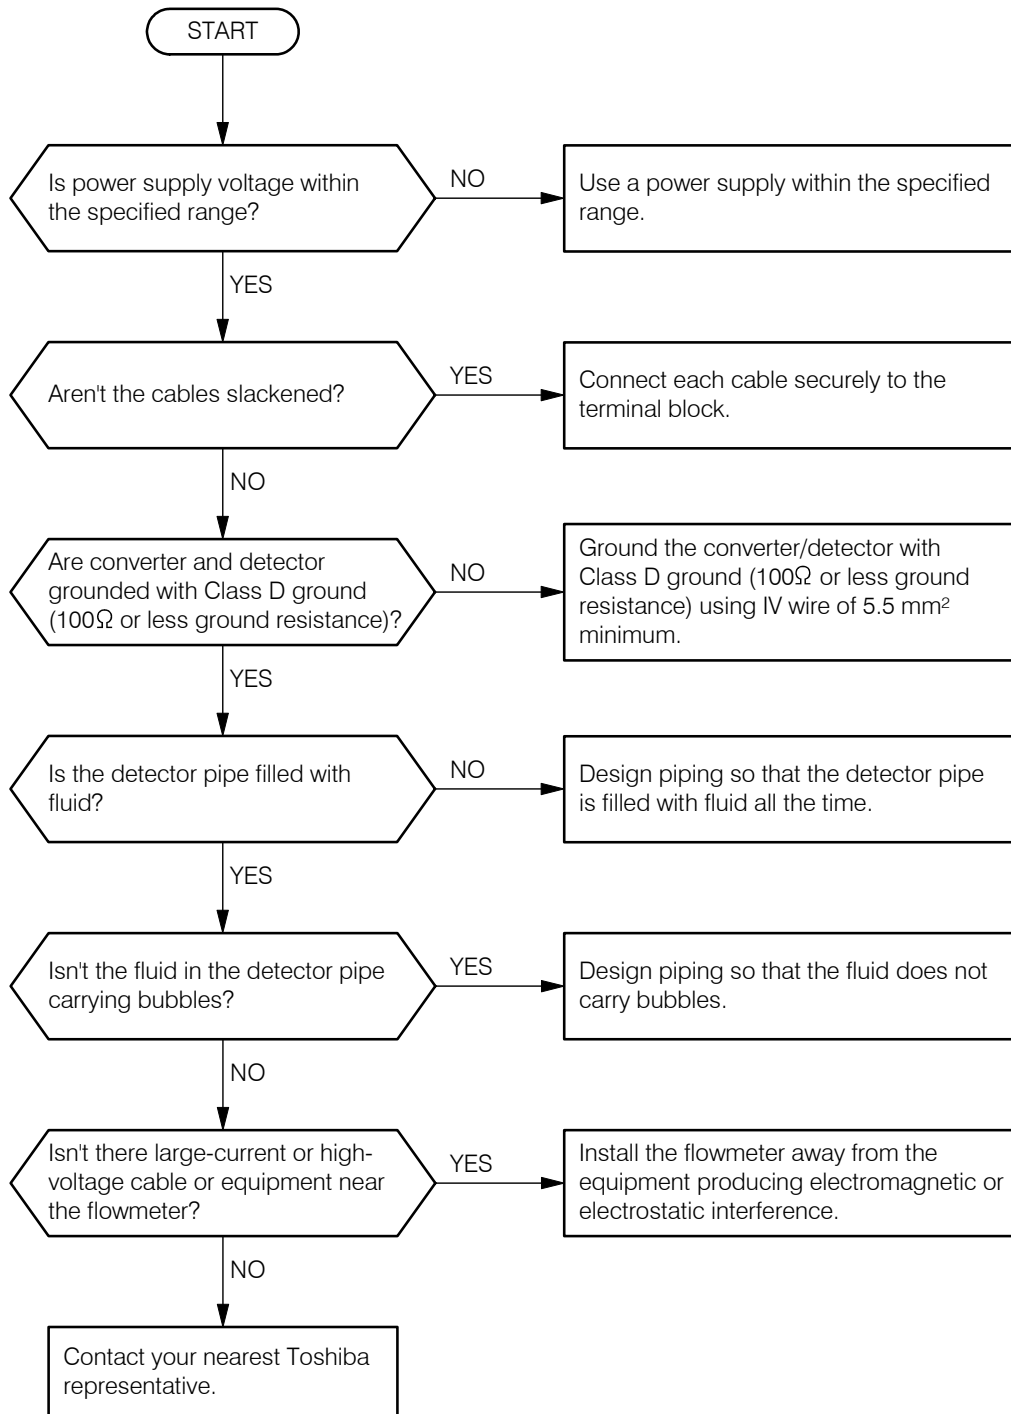 START
Is power supply voltage within
the specified range?
NO
Use a power supply within the specified
range.
YES
Aren't the cables slackened?
YES
Connect each cable securely to the
terminal block.
NO
Are converter and detector
grounded with Class D ground
(100Ω or less ground resistance)?
NO
Ground the converter/detector with
Class D ground (100Ω or less ground
resistance) using IV wire of 5.5 mm²
minimum.
YES
Is the detector pipe filled with
fluid?
NO
Design piping so that the detector pipe
is filled with fluid all the time.
YES
Isn't the fluid in the detector pipe
carrying bubbles?
YES
Design piping so that the fluid does not
carry bubbles.
NO
Isn't there large-current or high-
voltage cable or equipment near
the flowmeter?
YES
Install the flowmeter away from the
equipment producing electromagnetic or
electrostatic interference.
NO
Contact your nearest Toshiba
representative.